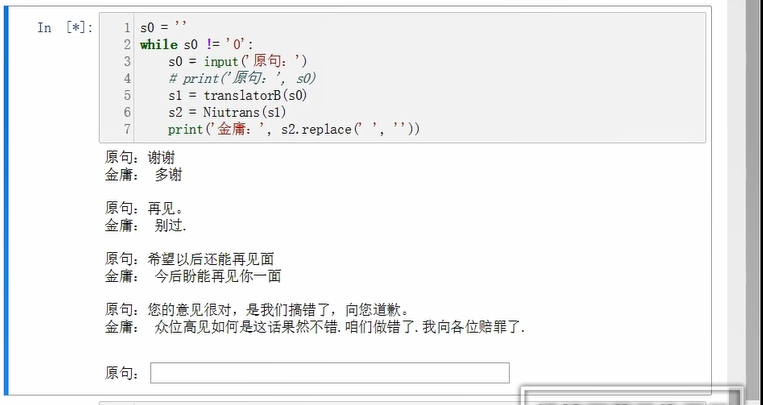 In [*]:
1 s0 = ''
2 while s0 != '0':
3     s0 = input('原句：')
4     # print('原句：', s0)
5     s1 = translatorB(s0)
6     s2 = Niutrans(s1)
7     print('金庸：', s2.replace(' ', ''))
原句：谢谢
金庸： 多谢
原句：再见。
金庸： 别过.
原句：希望以后还能再见面
金庸： 今后盼能再见你一面
原句：您的意见很对，是我们搞错了，向您道歉。
金庸： 众位高见如何是这话果然不错.咱们做错了.我向各位赔罪了.
原句：